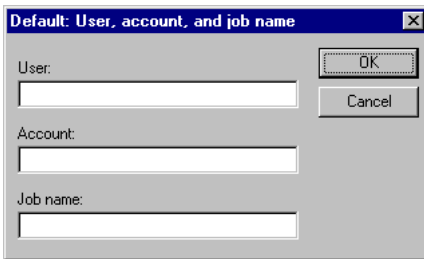 Default: User, account, and job name
User:
OK
Cancel
Account:
Job name: